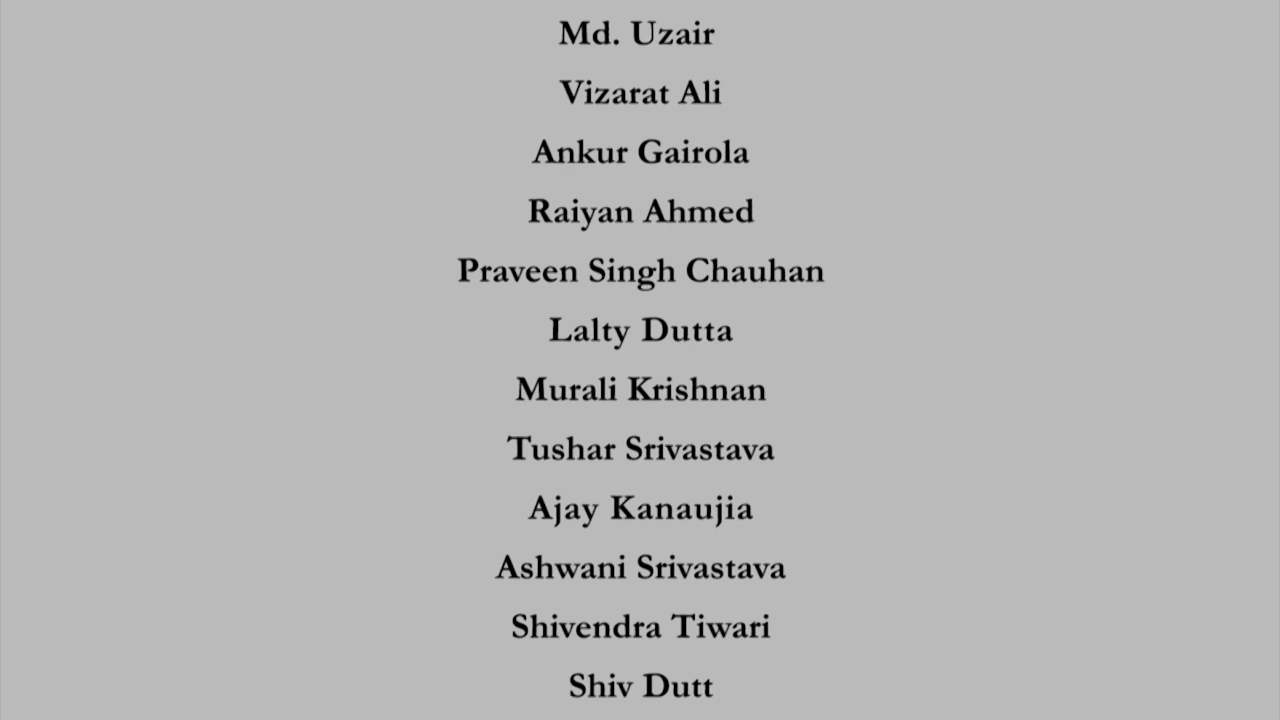 Md. Uzair
Vizarat Ali
Ankur Gairola
Raiyan Ahmed
Praveen Singh Chauhan
Lalty Dutta
Murali Krishnan
Tushar Srivastava
Ajay Kanaujia
Ashwani Srivastava
Shivendra Tiwari
Shiv Dutt